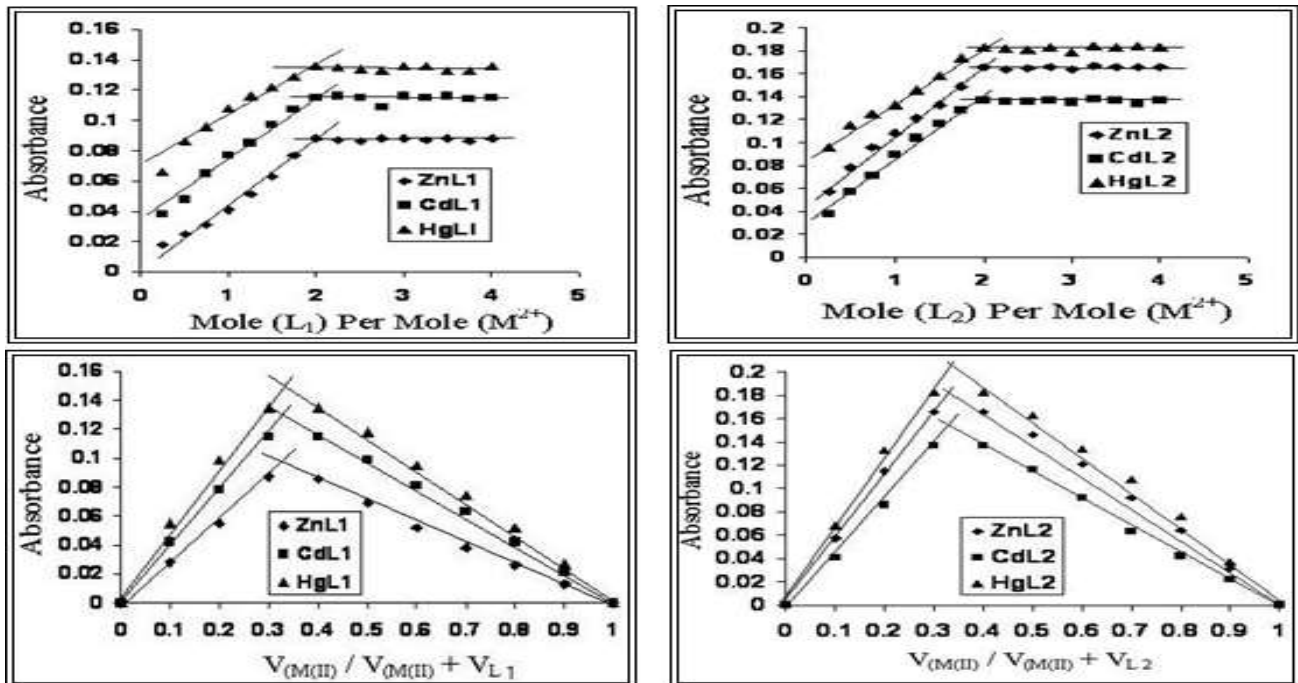 Absorbance
0.16
0.14
0.12
0.1
0.08
0.06
0.04
0.02
0
0 1 2 3 4 5
ZnL1
CdL1
HgLI
Mole (L1) Per Mole (M2+)
Absorbance
0.2
0.18
0.16
0.14
0.12
0.1
0.08
0.06
0.04
0.02
0
0 1 2 3 4 5
ZnL2
CdL2
HgL2
Mole (L2) Per Mole (M2+)
Absorbance
0.16
0.14
0.12
0.1
0.08
0.06
0.04
0.02
0
ZnL1
CdL1
HgL1
0 0.1 0.2 0.3 0.4 0.5 0.6 0.7 0.8 0.9 1
V(M(II) / V(M(II) + VL 1
Absorbance
0.2
0.18
0.16
0.14
0.12
0.1
0.08
0.06
0.04
0.02
0
ZnL2
CdL2
HgL2
0 0.1 0.2 0.3 0.4 0.5 0.6 0.7 0.8 0.9 1
V(M(II) / V(M(II) + VL 2